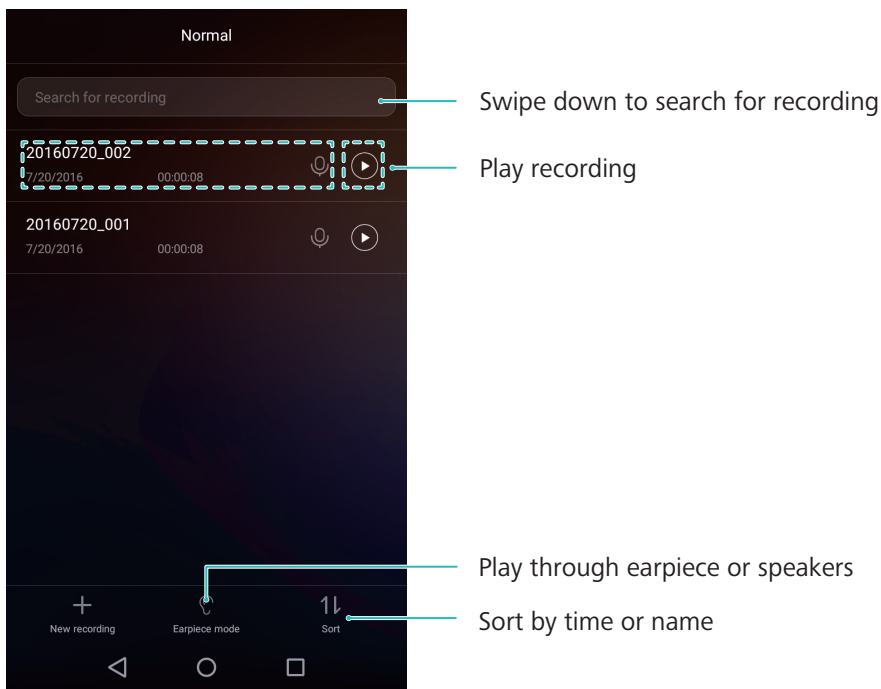 Normal
Search for recording
Swipe down to search for recording
20160720_002
7/20/2016 00:00:08
Play recording
20160720_001
7/20/2016 00:00:08
Play through earpiece or speakers
New recording
Earpiece mode
Sort
Sort by time or name